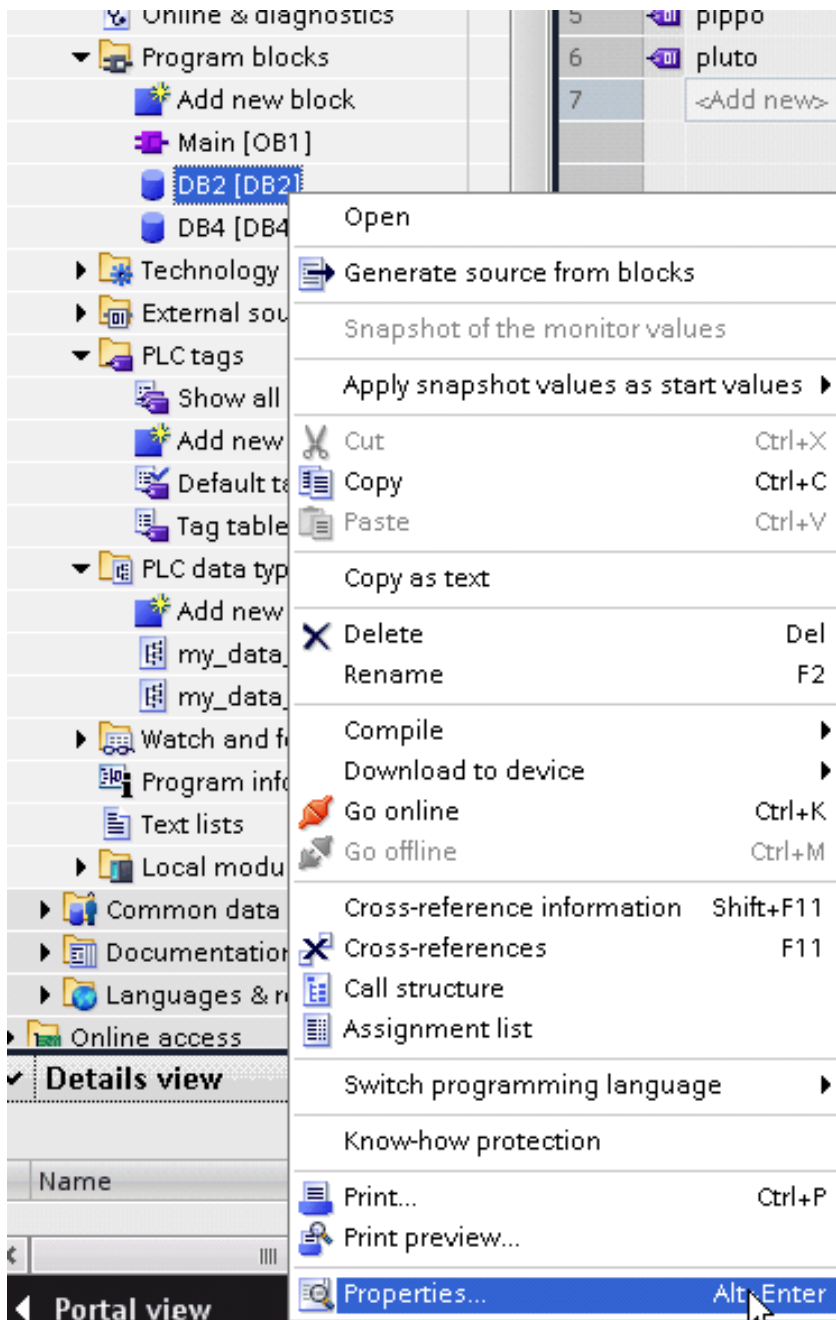 Online & diagnostics
Program blocks
Add new block
Main [OB1]
DB2 [DB2]
DB4 [DB4
Technology
External sou
PLC tags
Show all
Add new
Default ta
Tag table
PLC data typ
Add new
my_data_
my_data_
Watch and fo
Program info
Text lists
Local modu
Common data
Documentation
Languages & re
Online access
Details view
Name
Portal view
5 pippo
6 pluto
7 <Add new>
Open
Generate source from blocks
Snapshot of the monitor values
Apply snapshot values as start values
Cut Ctrl+X
Copy Ctrl+C
Paste Ctrl+V
Copy as text
Delete Del
Rename F2
Compile
Download to device
Go online Ctrl+K
Go offline Ctrl+M
Cross-reference information Shift+F11
Cross-references F11
Call structure
Assignment list
Switch programming language
Know-how protection
Print... Ctrl+P
Print preview...
Properties... Alt+Enter